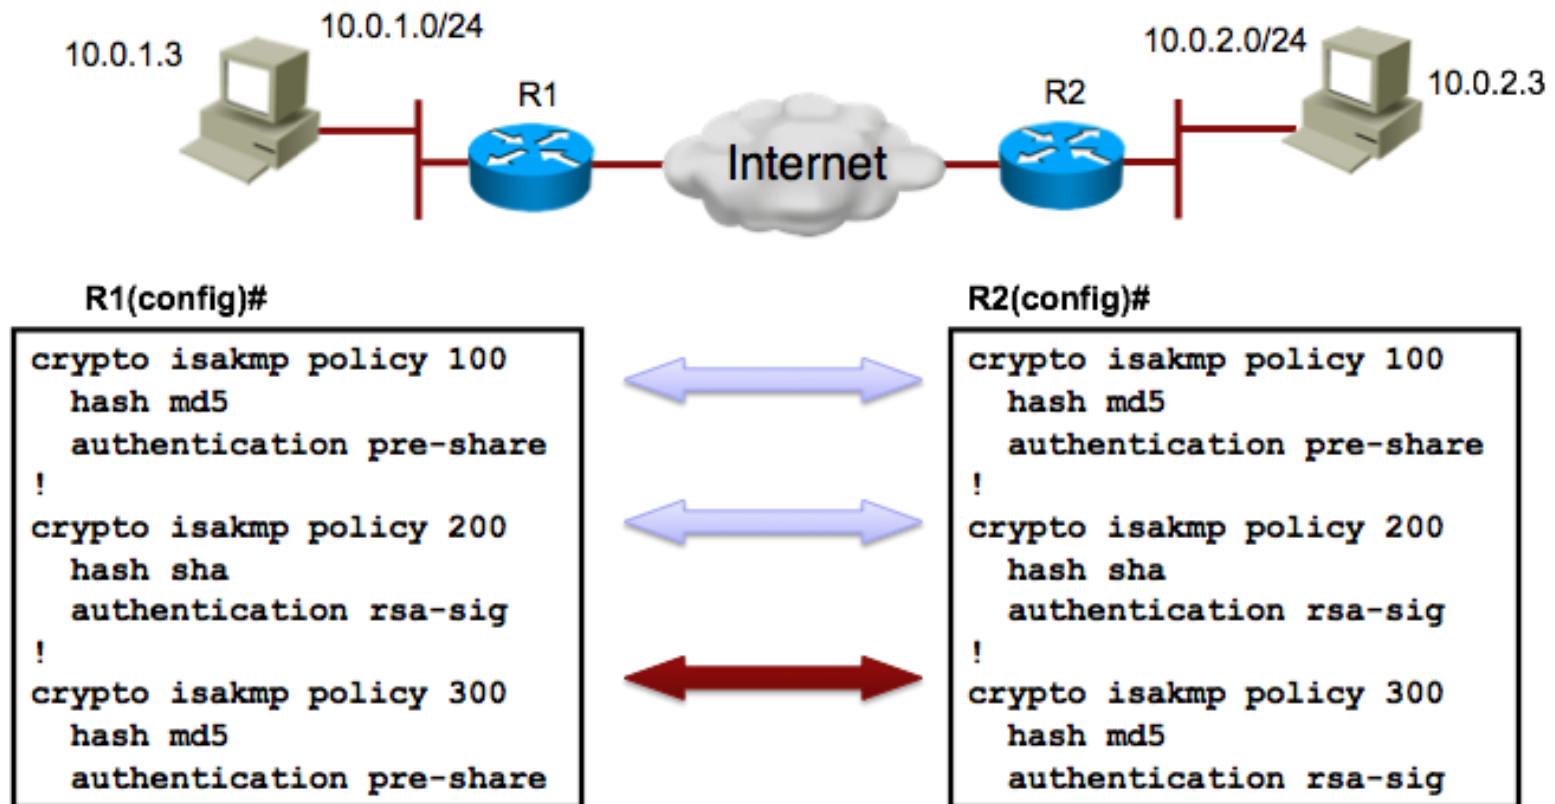 10.0.1.3
10.0.1.0/24
R1
Internet
R2
10.0.2.0/24
10.0.2.3
R1(config)#
crypto isakmp policy 100
hash md5
authentication pre-share
!
crypto isakmp policy 200
hash sha
authentication rsa-sig
!
crypto isakmp policy 300
hash md5
authentication pre-share
R2(config)#
crypto isakmp policy 100
hash md5
authentication pre-share
!
crypto isakmp policy 200
hash sha
authentication rsa-sig
!
crypto isakmp policy 300
hash md5
authentication rsa-sig